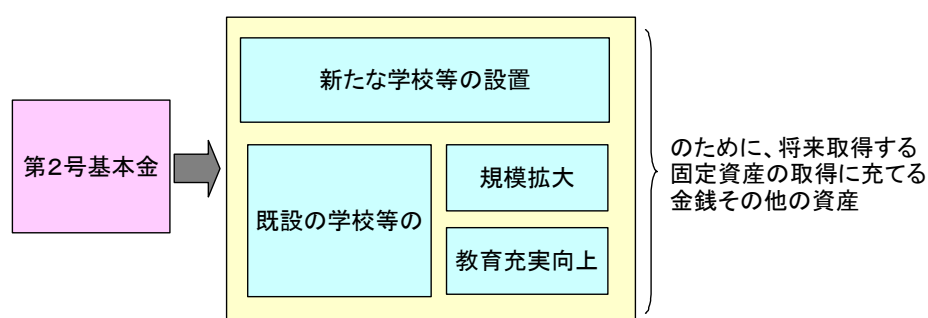 第２号基本金
新たな学校等の設置
既設の学校等の
規模拡大
教育充実向上
のために、将来取得する
固定資産の取得に充てる
金銭その他の資産